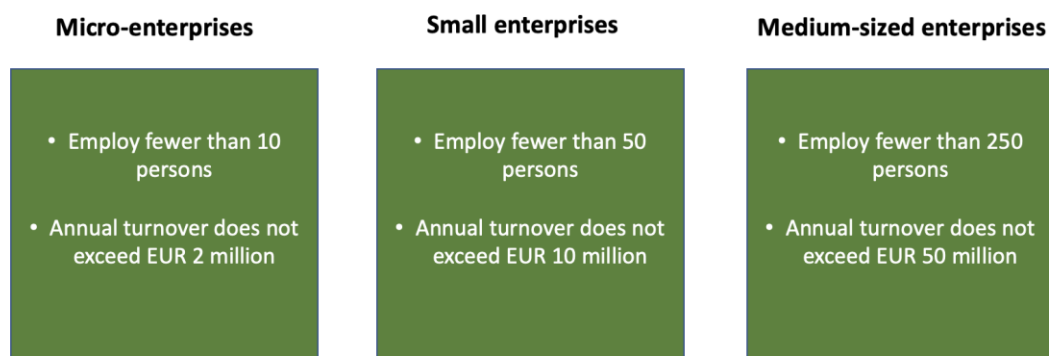 Micro-enterprises
• Employ fewer than 10
persons
• Annual turnover does not
exceed EUR 2 million
Small enterprises
• Employ fewer than 50
persons
• Annual turnover does not
exceed EUR 10 million
Medium-sized enterprises
• Employ fewer than 250
persons
• Annual turnover does not
exceed EUR 50 million